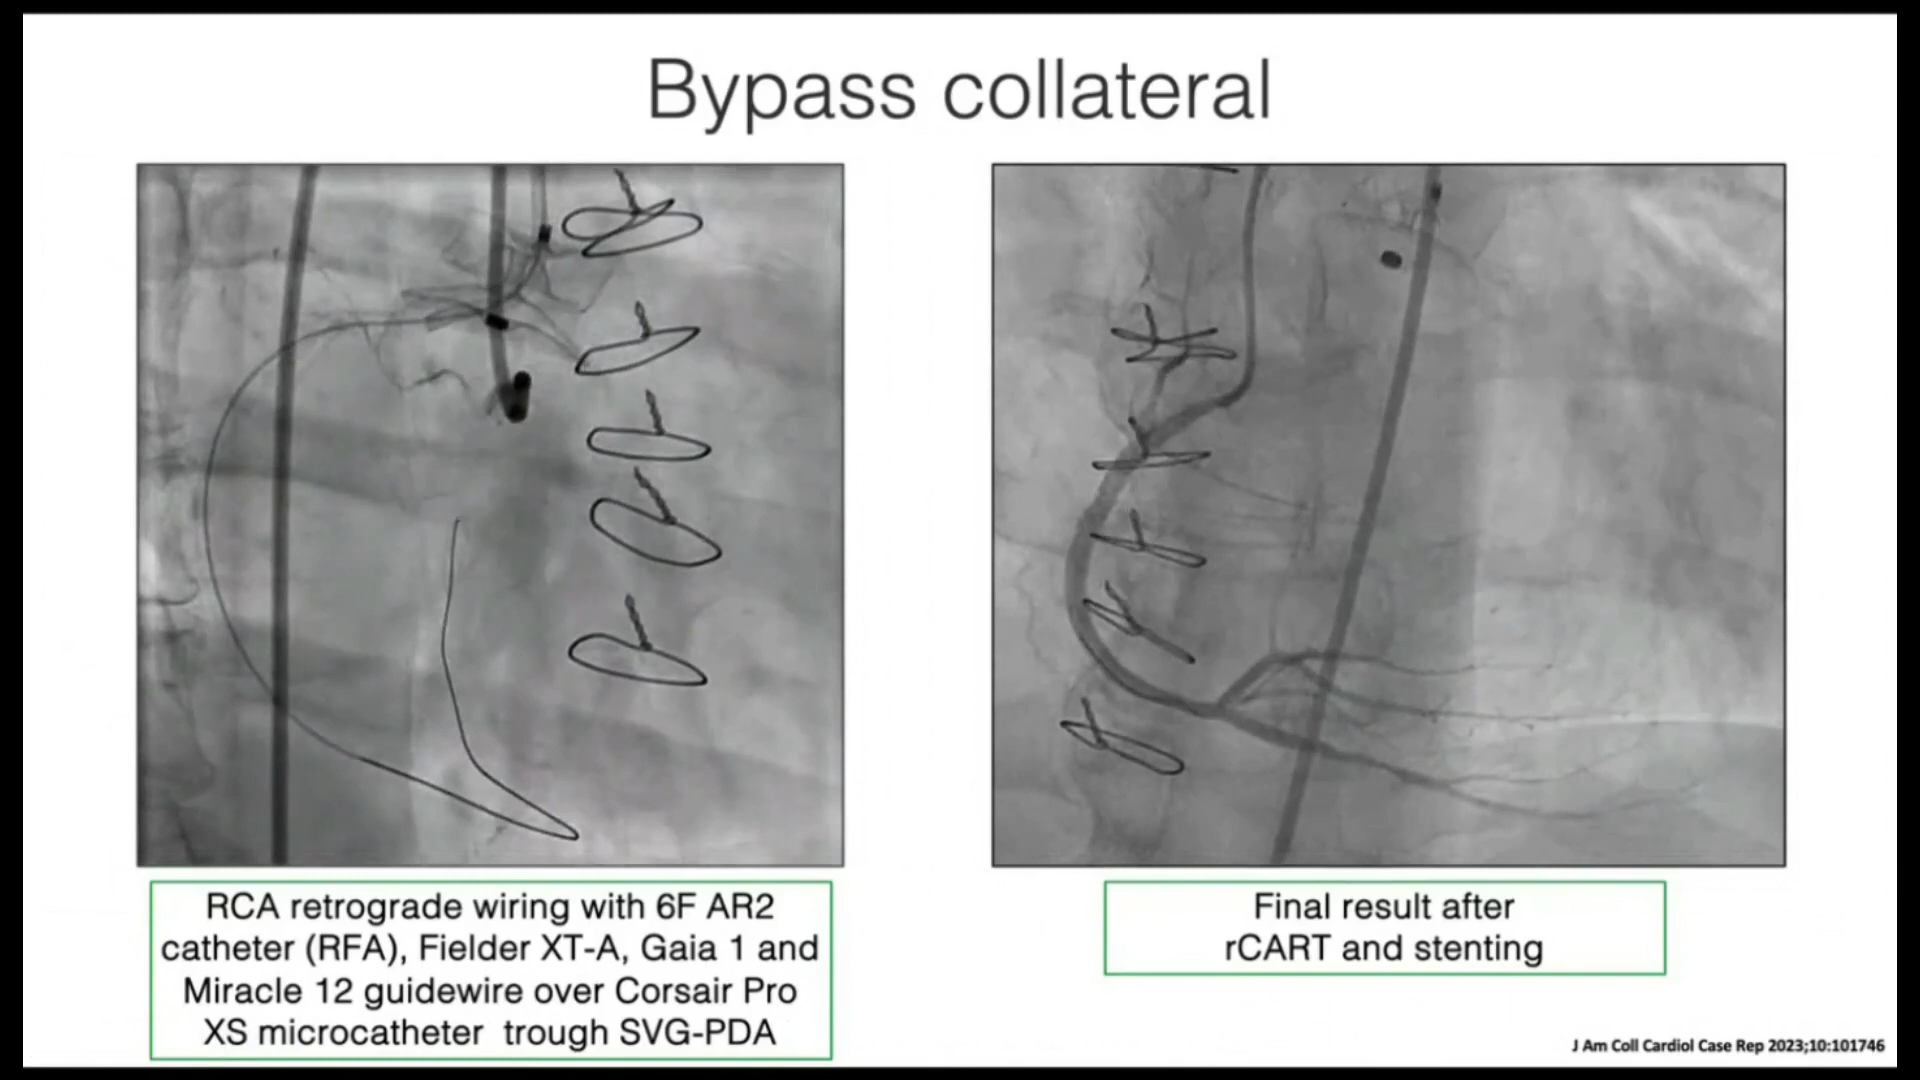 Bypass collateral
RCA retrograde wiring with 6F AR2
catheter (RFA), Fielder XT-A, Gaia 1 and
Miracle 12 guidewire over Corsair Pro
XS microcatheter trough SVG-PDA
Final result after
rCART and stenting
J Am Coll Cardiol Case Rep 2023;10:101746